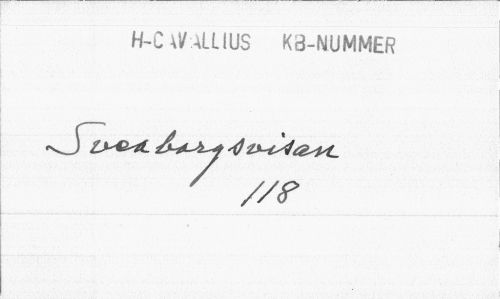 H-CAVALLIUS KB-NUMMER
Sveaborgsvisan
118